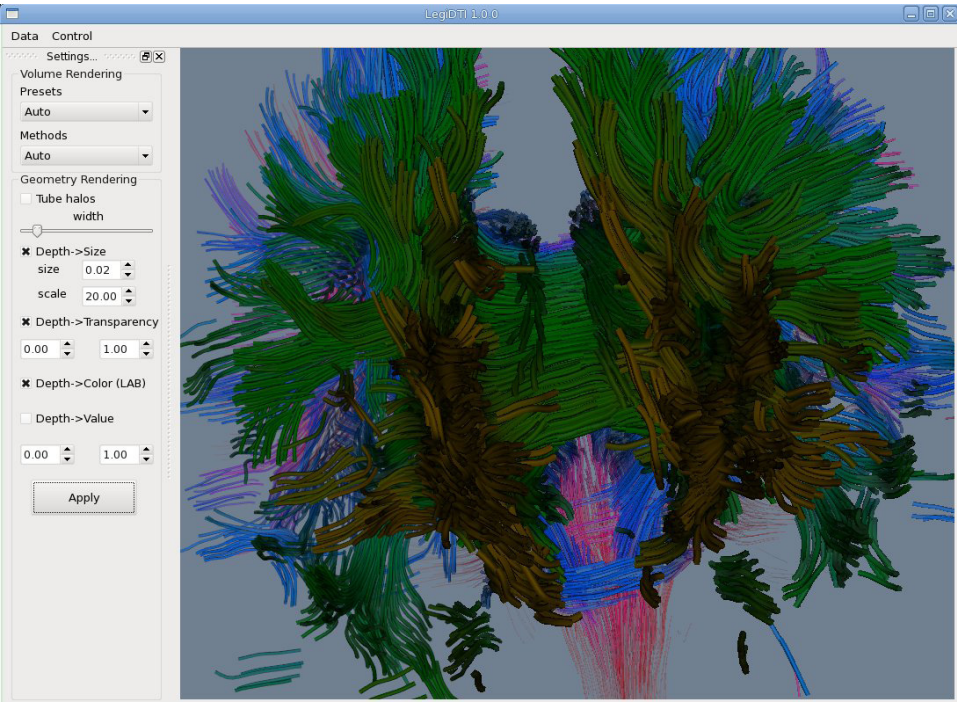 LegiDTI 1.0.0
Data Control
Settings...
Volume Rendering
Presets
Auto
Methods
Auto
Geometry Rendering
Tube halos
width
Depth->Size
size 0.02
scale 20.00
Depth->Transparency
0.00 1.00
Depth->Color (LAB)
Depth->Value
0.00 1.00
Apply